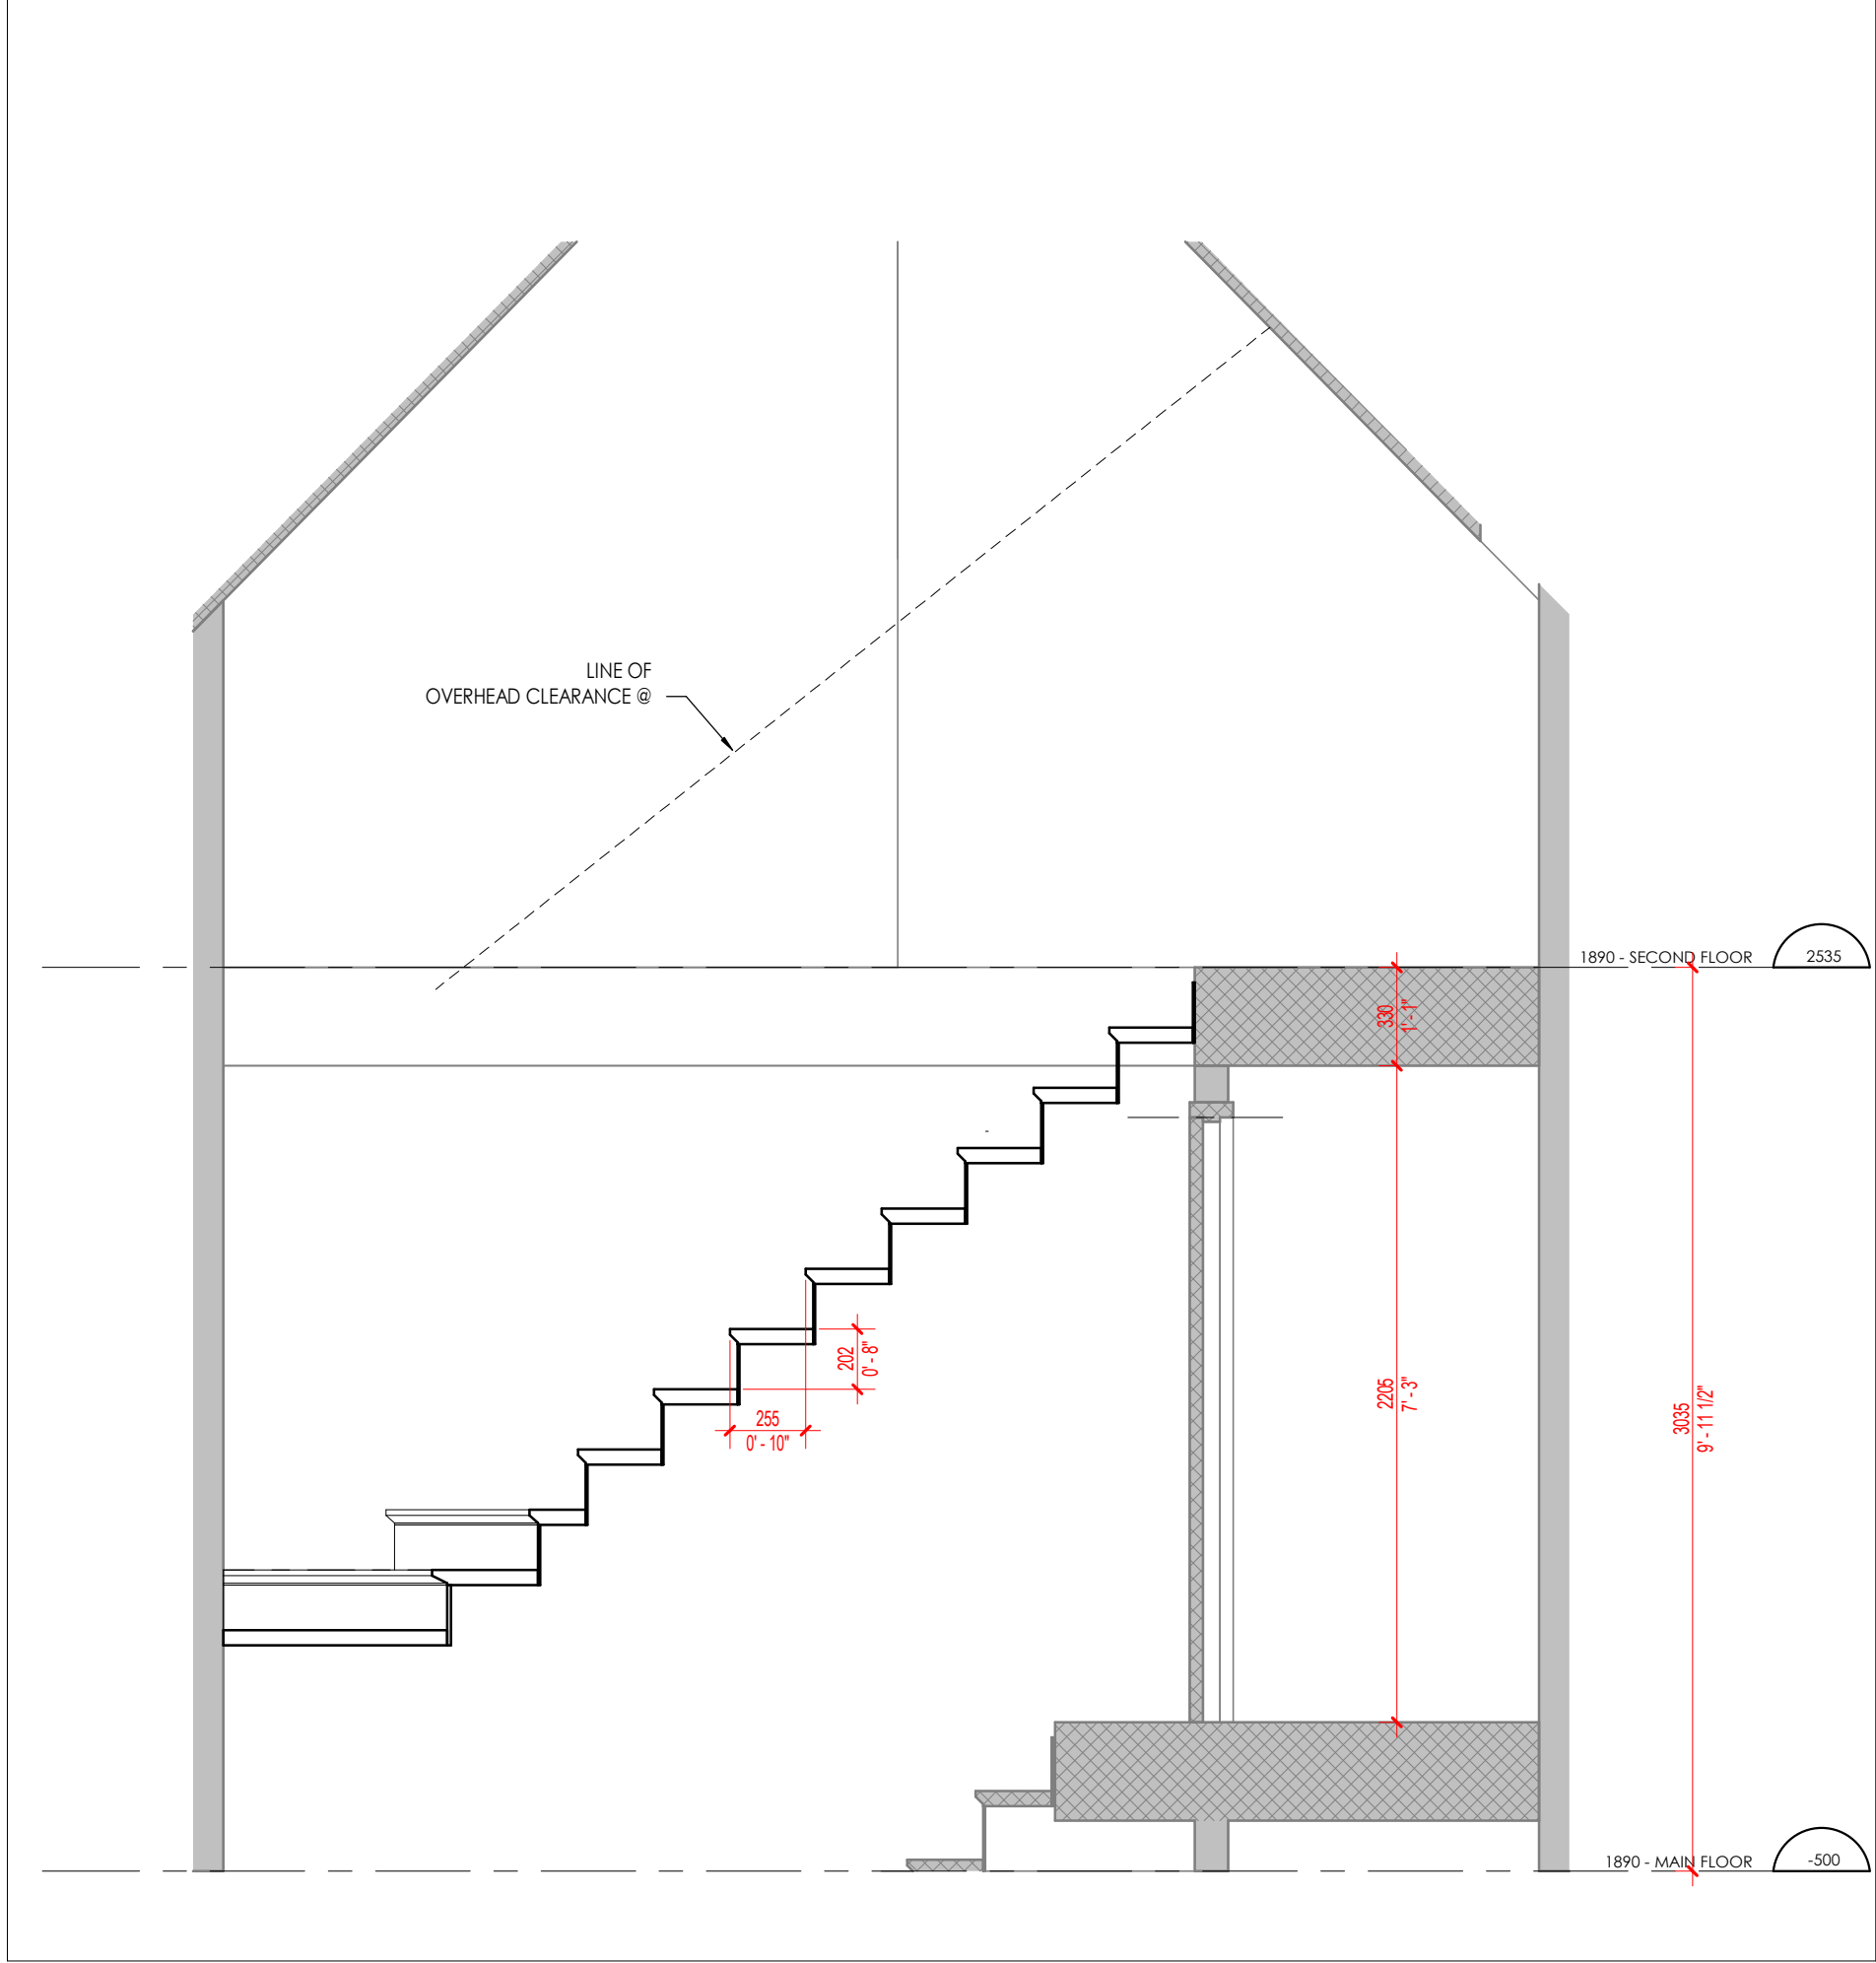 LINE OF
OVERHEAD CLEARANCE @
1890 - SECOND FLOOR
2535
330
1' - 1"
202
0' - 8"
255
0' - 10"
2205
7' - 3"
3035
9' - 11 1/2"
1890 - MAIN FLOOR
-500